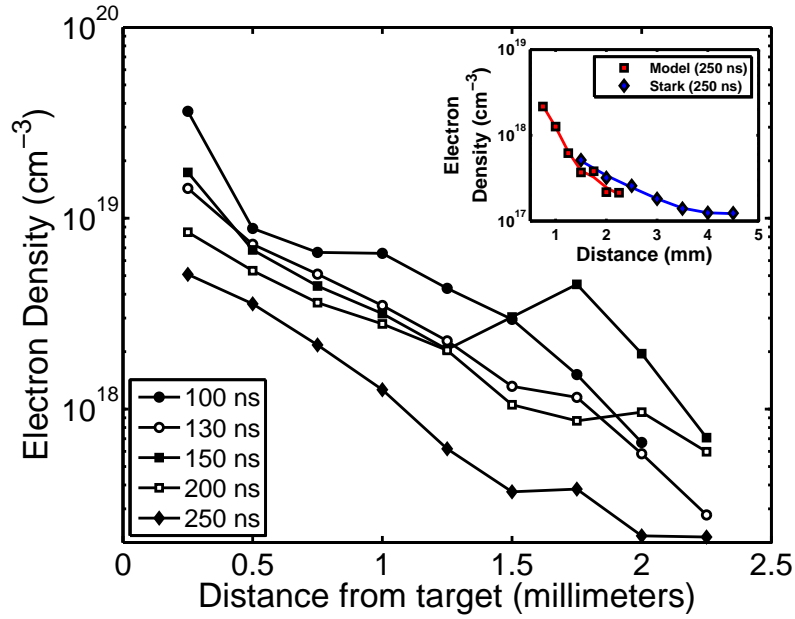 10^20
10^19
10^18
Electron Density (cm^−3)
100 ns
130 ns
150 ns
200 ns
250 ns
0 0.5 1 1.5 2 2.5
Distance from target (millimeters)
10^19
10^18
10^17
Electron
Density (cm^−3)
Model (250 ns)
Stark (250 ns)
1 2 3 4 5
Distance (mm)